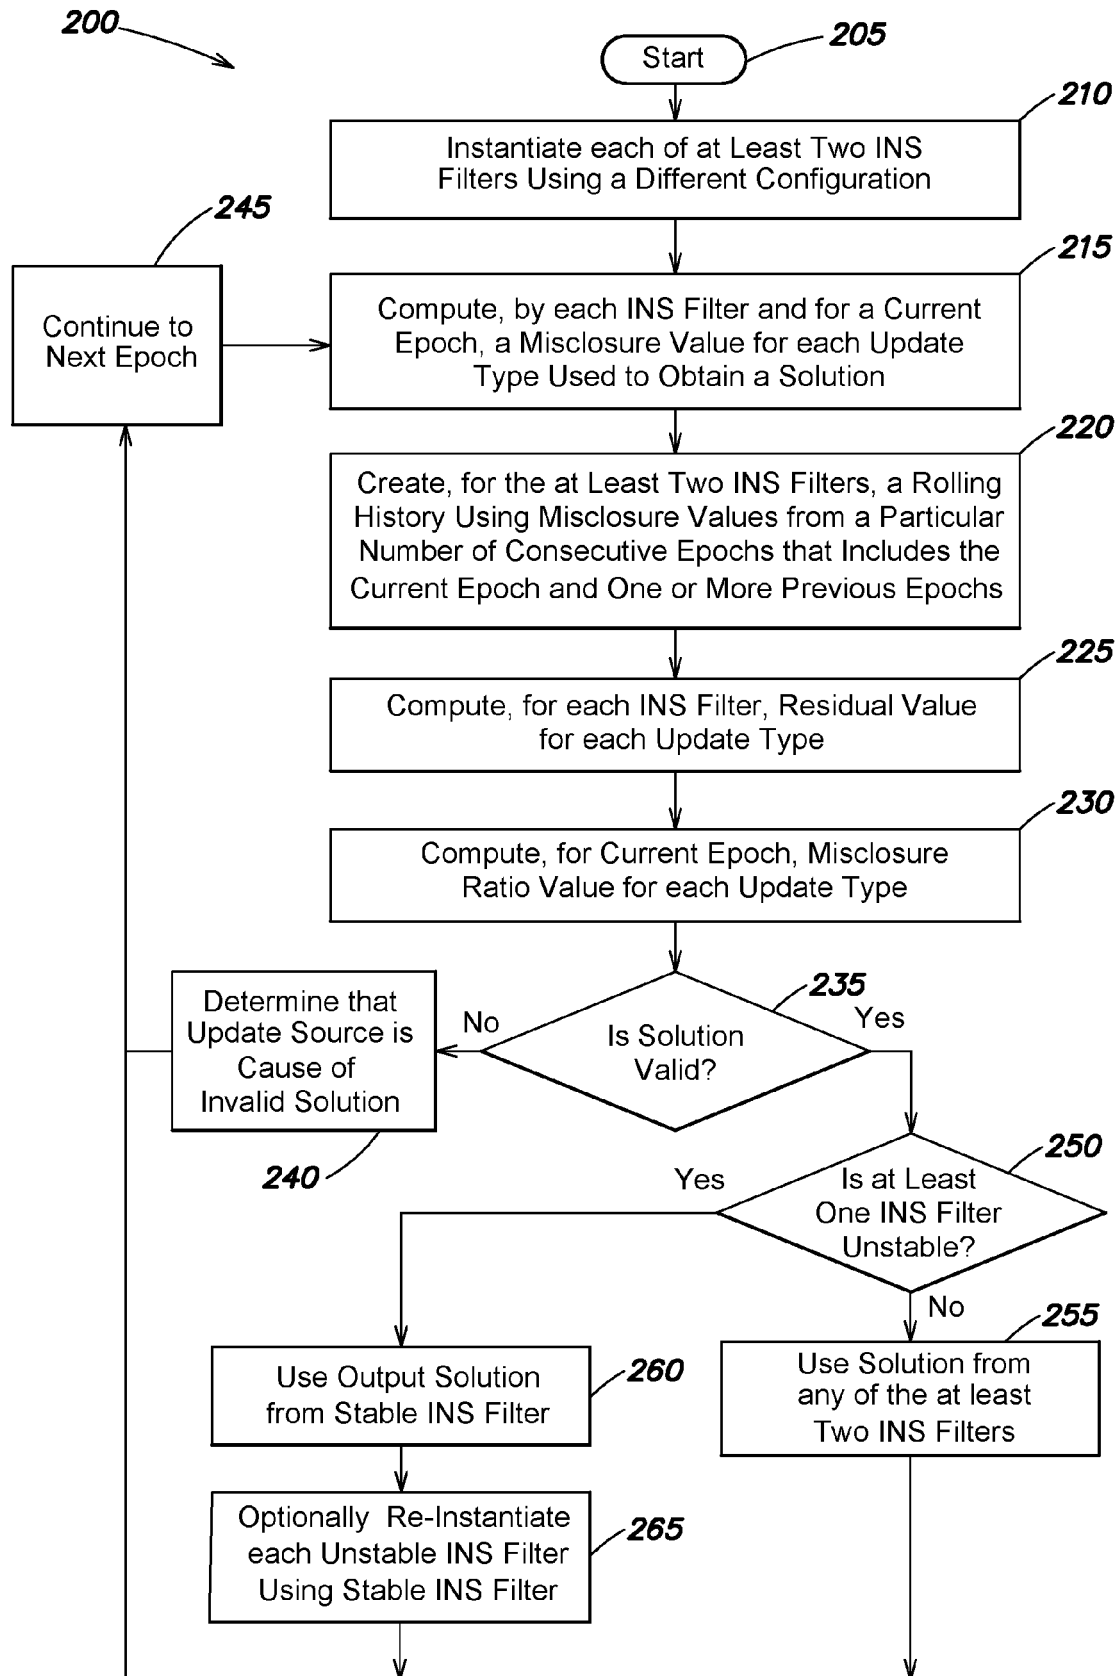 200
Start
205
210
Instantiate each of at Least Two INS
Filters Using a Different Configuration
245
Continue to
Next Epoch
215
Compute, by each INS Filter and for a Current
Epoch, a Misclosure Value for each Update
Type Used to Obtain a Solution
220
Create, for the at Least Two INS Filters, a Rolling
History Using Misclosure Values from a Particular
Number of Consecutive Epochs that Includes the
Current Epoch and One or More Previous Epochs
225
Compute, for each INS Filter, Residual Value
for each Update Type
230
Compute, for Current Epoch, Misclosure
Ratio Value for each Update Type
235
Is Solution
Valid?
No
Yes
Determine that
Update Source is
Cause of
Invalid Solution
240
250
Is at Least
One INS Filter
Unstable?
Yes
No
255
Use Solution from
any of the at least
Two INS Filters
260
Use Output Solution
from Stable INS Filter
265
Optionally Re-Instantiate
each Unstable INS Filter
Using Stable INS Filter